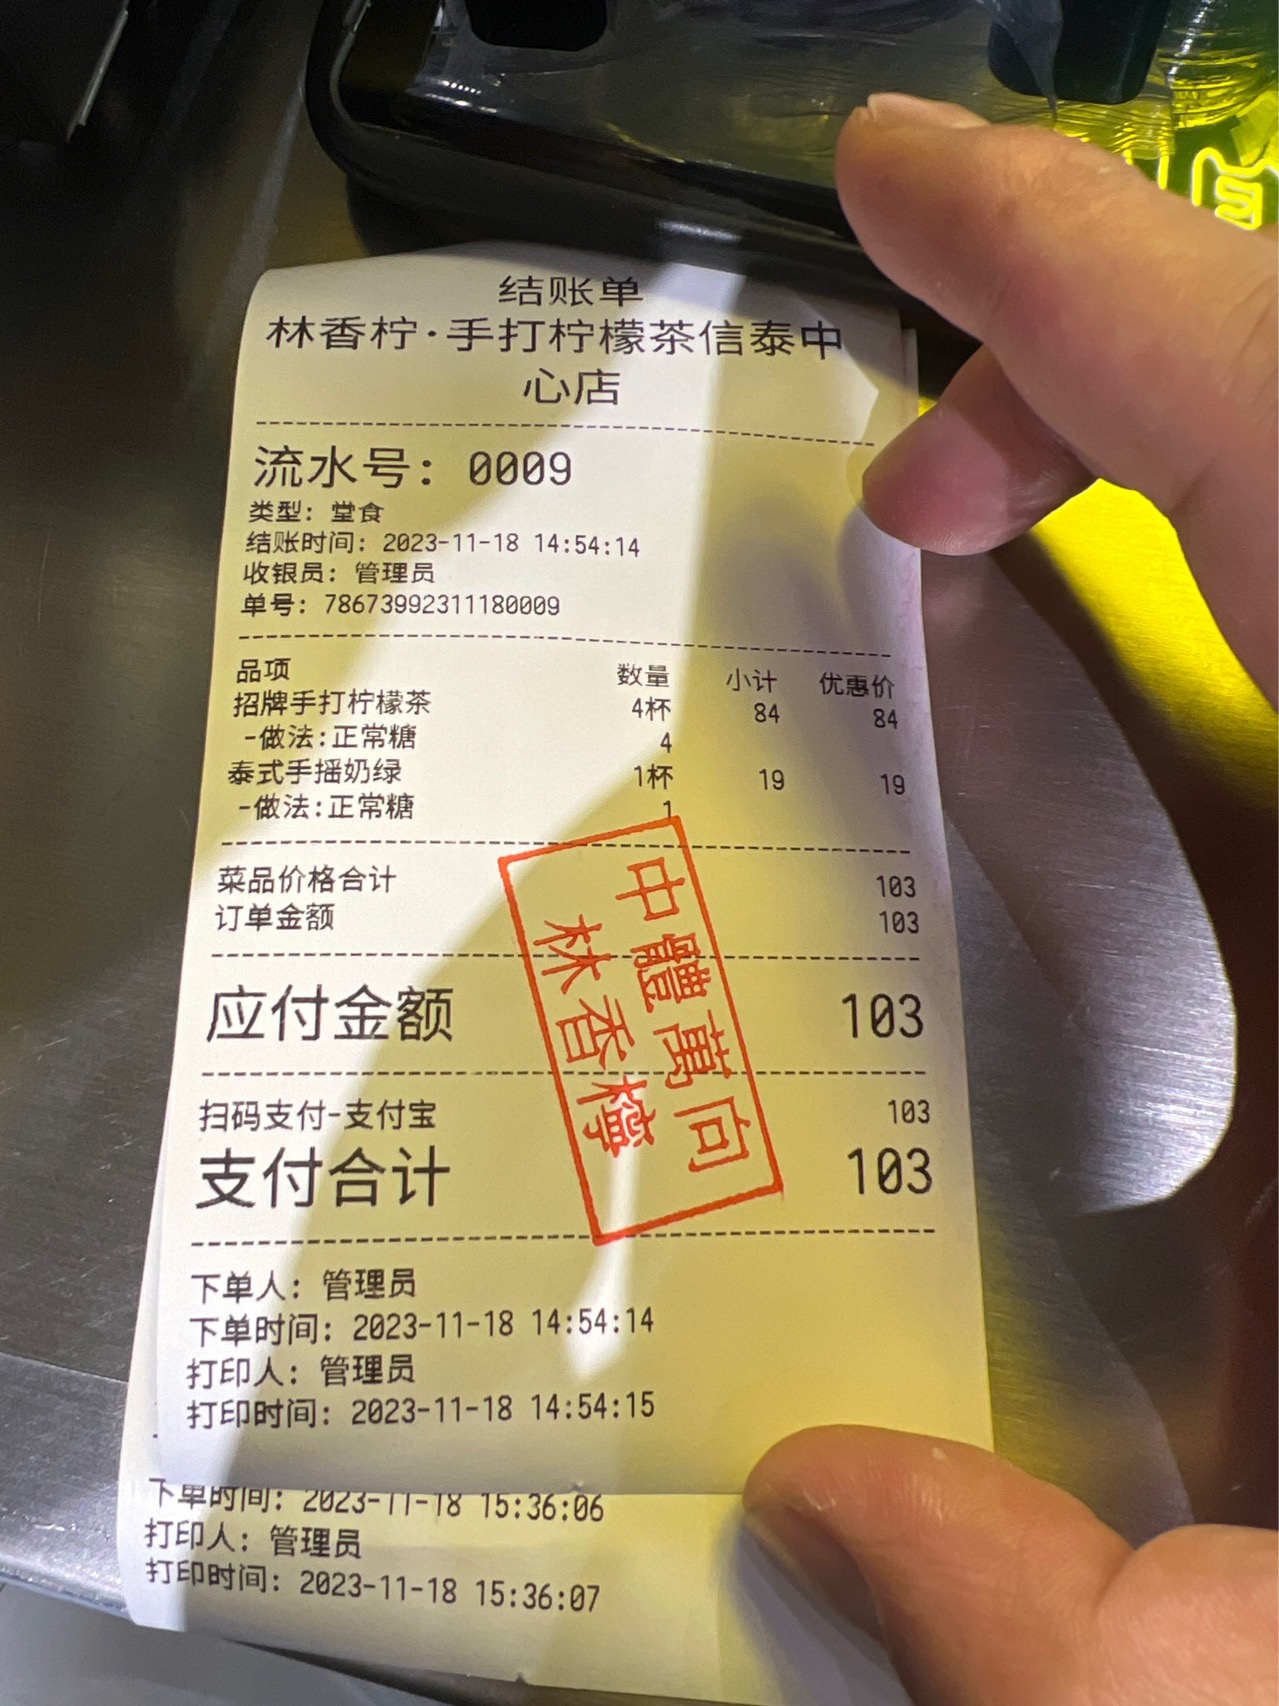 结账单
林香柠·手打柠檬茶信泰中
心店
流水号: 0009
类型: 堂食
结账时间: 2023-11-18 14:54:14
收银员: 管理员
单号: 78673992311180009
品项 数量 小计 优惠价
招牌手打柠檬茶 4杯 84 84
-做法:正常糖 4
泰式手摇奶绿 1杯 19 19
-做法:正常糖 1
菜品价格合计 103
订单金额 103
应付金额 103
扫码支付-支付宝 103
支付合计 103
中體萬向
林香檸
下单人: 管理员
下单时间: 2023-11-18 14:54:14
打印人: 管理员
打印时间: 2023-11-18 14:54:15
下单时间: 2023-11-18 15:36:06
打印人: 管理员
打印时间: 2023-11-18 15:36:07